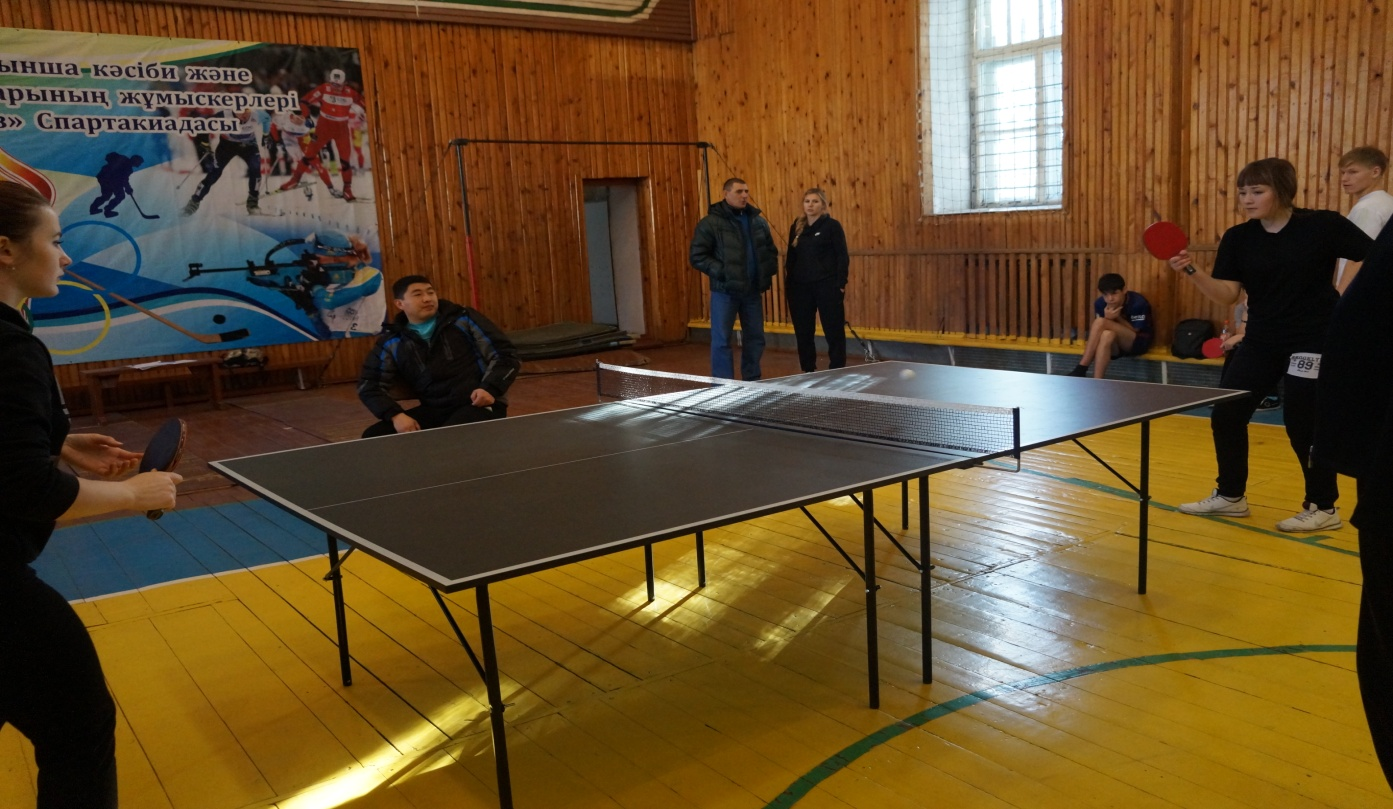 ынша кәсіби және
арының жұмыскерлері
з» Спартакиадасы
89